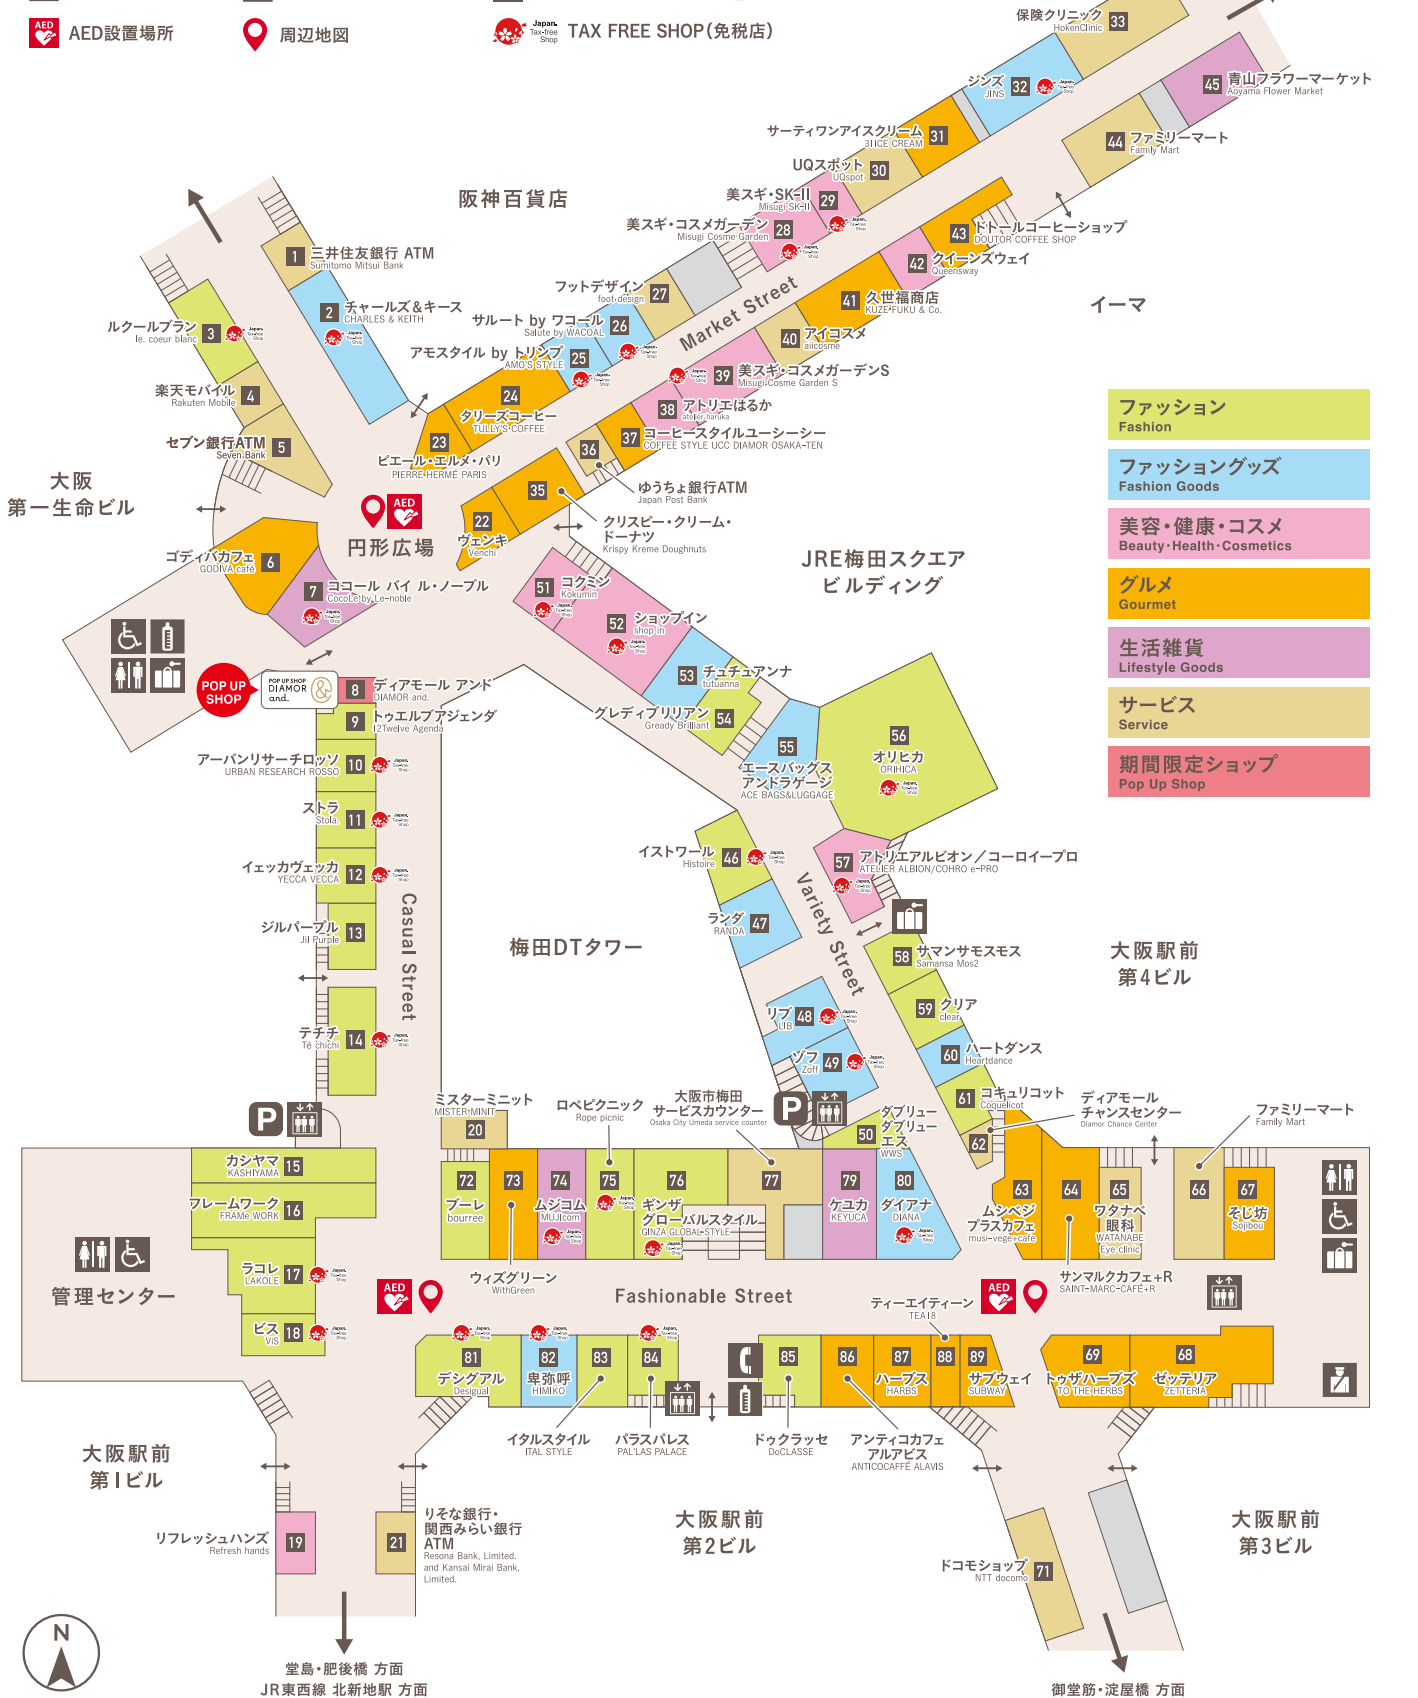 AED
AED設置場所
周辺地図
Japan.
Tax-free
Shop
TAX FREE SHOP(免税店)
保険クリニック
HokenClinic
33
ジンズ
JINS
32
45
青山フラワーマーケット
Aoyama Flower Market
44
ファミリーマート
Family Mart
サーティワンアイスクリーム
31ICE CREAM
31
UQスポット
UQspot
30
美スギ・SK-II
Misugi SK-II
29
美スギ・コスメガーデン
Misugi Cosme Garden
28
阪神百貨店
43
ドトールコーヒーショップ
DOUTOR COFFEE SHOP
42
クイーンズウェイ
Queensway
41
久世福商店
KUZE FUKU & Co.
イーマ
40
アイコスメ
aiicosme
Market Street
1
三井住友銀行 ATM
Sumitomo Mitsui Bank
2
チャールズ&キース
CHARLES & KEITH
ルクールブラン
le. coeur blanc
3
楽天モバイル
Rakuten Mobile
4
セブン銀行ATM
Seven Bank
5
フットデザイン
foot design
27
サルート by ワコール
Salute by WACOAL
26
アモスタイル by トリンプ
AMO'S STYLE
25
24
タリーズコーヒー
TULLY'S COFFEE
23
ピエール・エルメ・パリ
PIERRE HERMÉ PARIS
39
美スギ・コスメガーデンS
Misugi Cosme Garden S
38
アトリエはるか
atelier haruka
37
コーヒースタイルユーシーシー
COFFEE STYLE UCC DIAMOR OSAKA-TEN
36
ゆうちょ銀行ATM
Japan Post Bank
35
クリスピー・クリーム・
ドーナツ
Krispy Kreme Doughnuts
22
ヴェンキ
Venchi
大阪
第一生命ビル
AED
円形広場
JRE梅田スクエア
ビルディング
ファッション
Fashion
ファッショングッズ
Fashion Goods
美容・健康・コスメ
Beauty・Health・Cosmetics
グルメ
Gourmet
生活雑貨
Lifestyle Goods
サービス
Service
期間限定ショップ
Pop Up Shop
ゴディバカフェ
GODIVA café
6
7
ココール バイ ル・ノーブル
CocoLe by Le-noble
51
コクミン
Kokumin
52
ショップイン
shop in
53
チュチュアンナ
tutuanna
グレディブリリアン
Gready Brilliant
54
55
エースバッグス
アンドラゲージ
ACE BAGS&LUGGAGE
56
オリヒカ
ORIHICA
POP UP
SHOP
POP UP SHOP
DIAMOR
and.
8
ディアモール アンド
DIAMOR and.
9
トゥエルブアジェンダ
12Twelve Agenda
アーバンリサーチロッソ
URBAN RESEARCH ROSSO
10
ストラ
Stola.
11
イェッカヴェッカ
YECCA VECCA
12
ジルパープル
Jil Purple
13
テチチ
Té chichi
14
Casual Street
梅田DTタワー
イストワール
Histoire
46
ランダ
RANDA
47
リブ
LIB
48
ゾフ
Zoff
49
Variety Street
57
アトリエアルビオン/コーロイープロ
ATELIER ALBION/COHRO e-PRO
58
サマンサモスモス
Samansa Mos2
59
クリア
clear
60
ハートダンス
Heartdance
61
コキュリコット
Coquelicot
62
ディアモール
チャンスセンター
Diamor Chance Center
大阪駅前
第4ビル
P
P
50
ダブリュー
ダブリュー
エス
WWS
ミスターミニット
MISTER MINIT
20
ロペピクニック
Rope picnic
大阪市梅田
サービスカウンター
Osaka City Umeda service counter
ファミリーマート
Family Mart
カシヤマ
KASHIYAMA
15
フレームワーク
FRAMe WORK
16
ラコレ
LAKOLE
17
ビス
ViS
18
管理センター
72
ブーレ
bourree
73
ウィズグリーン
WithGreen
74
ムジコム
MUJIcom
75
76
ギンザ
グローバルスタイル
GINZA GLOBAL STYLE
77
79
ケユカ
KEYUCA
80
ダイアナ
DIANA
63
ムシベジ
プラスカフェ
musi-vege+cafe
64
サンマルクカフェ+R
SAINT-MARC-CAFÉ+R
65
ワタナベ
眼科
WATANABE
Eye clinic
66
67
そじ坊
Sojibou
AED
Fashionable Street
AED
ティーエイティーン
TEA18
81
デシグアル
Desigual
82
卑弥呼
HIMIKO
83
イタルスタイル
ITAL STYLE
84
パラスパレス
PAL'LAS PALACE
85
ドゥクラッセ
DoCLASSE
86
アンティコカフェ
アルアビス
ANTICOCAFFÈ ALAVIS
87
ハーブス
HARBS
88
89
サブウェイ
SUBWAY
69
トゥザハーブズ
TO THE HERBS
68
ゼッテリア
ZETTERIA
大阪駅前
第1ビル
大阪駅前
第2ビル
大阪駅前
第3ビル
リフレッシュハンズ
Refresh hands
19
21
りそな銀行・
関西みらい銀行
ATM
Resona Bank, Limited.
and Kansai Mirai Bank,
Limited.
ドコモショップ
NTT docomo
71
N
堂島・肥後橋 方面
JR東西線 北新地駅 方面
御堂筋・淀屋橋 方面